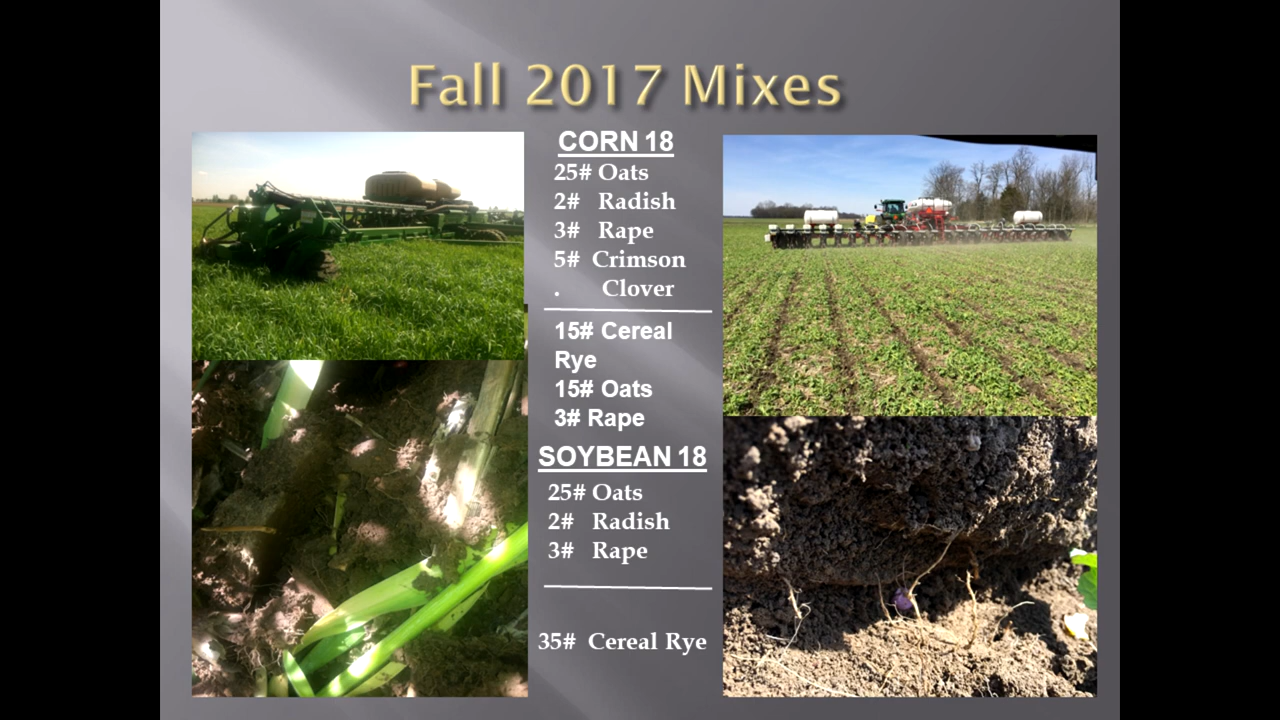 Fall 2017 Mixes
CORN 18
25# Oats
2# Radish
3# Rape
5# Crimson
. Clover
15# Cereal
Rye
15# Oats
3# Rape
SOYBEAN 18
25# Oats
2# Radish
3# Rape
35# Cereal Rye